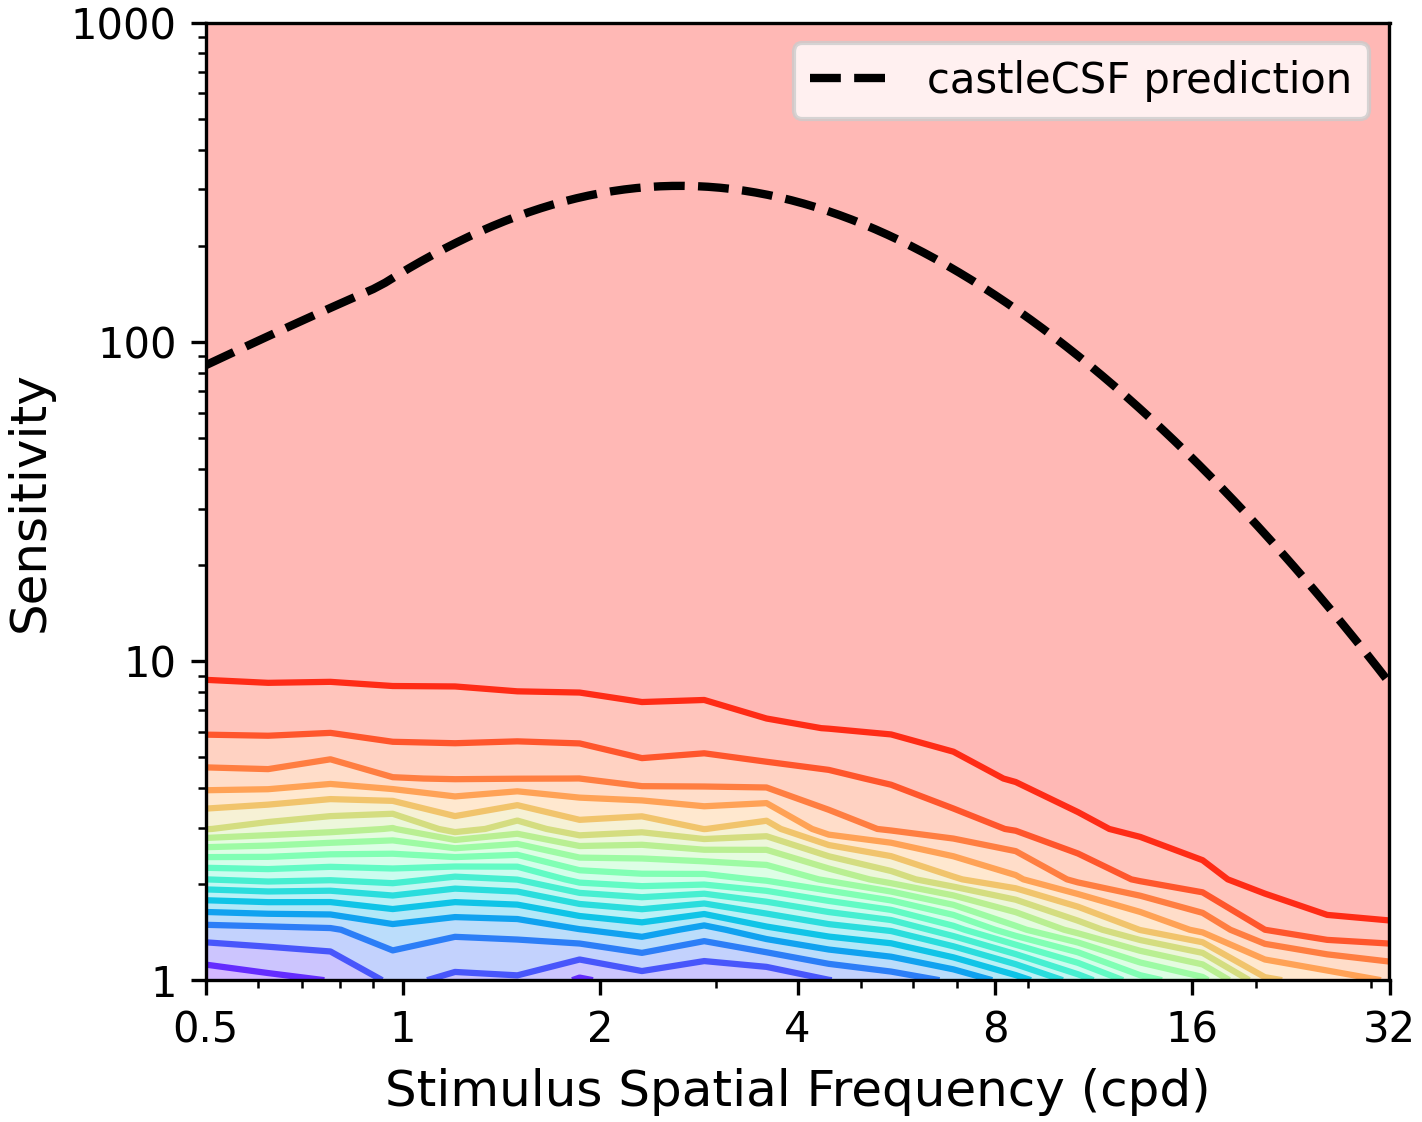 1000
castleCSF prediction
100
Sensitivity
10
1
0.5 1 2 4 8 16 32
Stimulus Spatial Frequency (cpd)